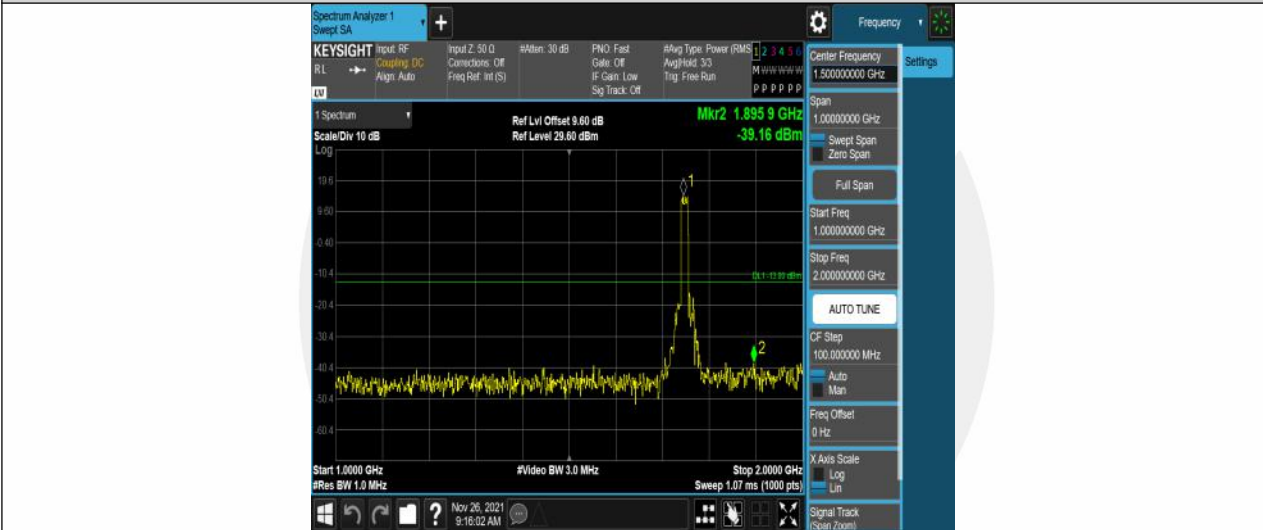 Spectrum Analyzer 1
Swept SA
+
Frequency
KEYSIGHT
Input: RF
Coupling: DC
Align: Auto
RL
LV
Input Z: 50 Ω
Corrections: Off
Freq Ref: Int (S)
#Atten: 30 dB
PNO: Fast
Gate: Off
IF Gain: Low
Sig Track: Off
#Avg Type: Power (RMS
Avg|Hold: 3/3
Trig: Free Run
1 2 3 4 5 6
M W W W W W
P P P P P P
1 Spectrum
Scale/Div 10 dB
Log
Ref Lvl Offset 9.60 dB
Ref Level 29.60 dBm
Mkr2 1.895 9 GHz
-39.16 dBm
19.6
9.60
-0.40
-10.4
-20.4
-30.4
-40.4
-50.4
-60.4
1
2
DL1 -13.00 dBm
Start 1.0000 GHz
#Res BW 1.0 MHz
#Video BW 3.0 MHz
Stop 2.0000 GHz
Sweep 1.07 ms (1000 pts)
?
Nov 26, 2021
9:16:02 AM
Center Frequency
1.500000000 GHz
Settings
Span
1.00000000 GHz
Swept Span
Zero Span
Full Span
Start Freq
1.000000000 GHz
Stop Freq
2.000000000 GHz
AUTO TUNE
CF Step
100.000000 MHz
Auto
Man
Freq Offset
0 Hz
X Axis Scale
Log
Lin
Signal Track
(Span Zoom)